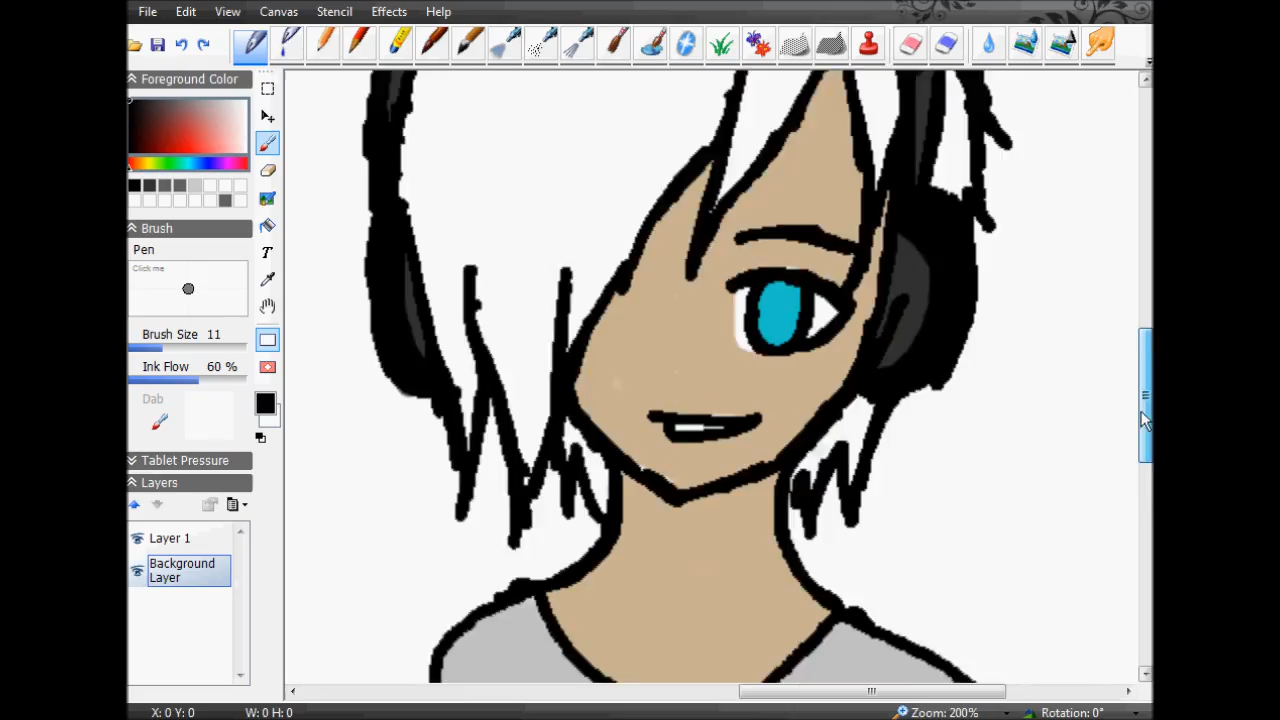 File Edit View Canvas Stencil Effects Help
Foreground Color
Brush
Pen
Click me
Brush Size 11
Ink Flow 60 %
Dab
Tablet Pressure
Layers
Layer 1
Background
Layer
X: 0 Y: 0 W: 0 H: 0 Zoom: 200% Rotation: 0°